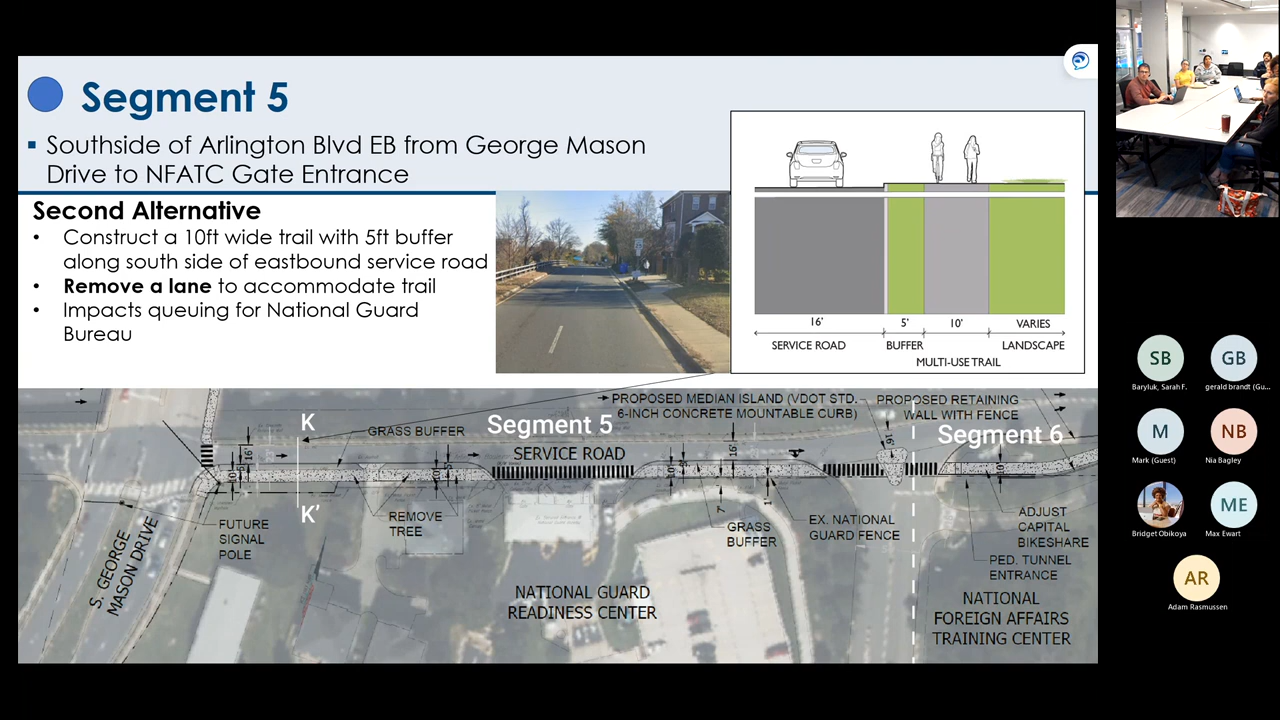 Segment 5
▪ Southside of Arlington Blvd EB from George Mason
Drive to NFATC Gate Entrance
Second Alternative
• Construct a 10ft wide trail with 5ft buffer
along south side of eastbound service road
• Remove a lane to accommodate trail
• Impacts queuing for National Guard
Bureau
16'
5'
10'
VARIES
SERVICE ROAD
BUFFER
LANDSCAPE
MULTI-USE TRAIL
PROPOSED MEDIAN ISLAND (VDOT STD.
6-INCH CONCRETE MOUNTABLE CURB)
PROPOSED RETAINING
WALL WITH FENCE
K
GRASS BUFFER
Segment 5
SERVICE ROAD
Segment 6
16'
10'
16'
16'
10'
K'
FUTURE
SIGNAL
POLE
REMOVE
TREE
7'
GRASS
BUFFER
EX. NATIONAL
GUARD FENCE
ADJUST
CAPITAL
BIKESHARE
PED. TUNNEL
ENTRANCE
S. GEORGE
MASON DRIVE
NATIONAL GUARD
READINESS CENTER
NATIONAL
FOREIGN AFFAIRS
TRAINING CENTER
SB
Baryluk, Sarah F.
GB
gerald brandt (Gu...
M
Mark (Guest)
NB
Nia Bagley
Bridget Obikoya
ME
Max Ewart
AR
Adam Rasmussen